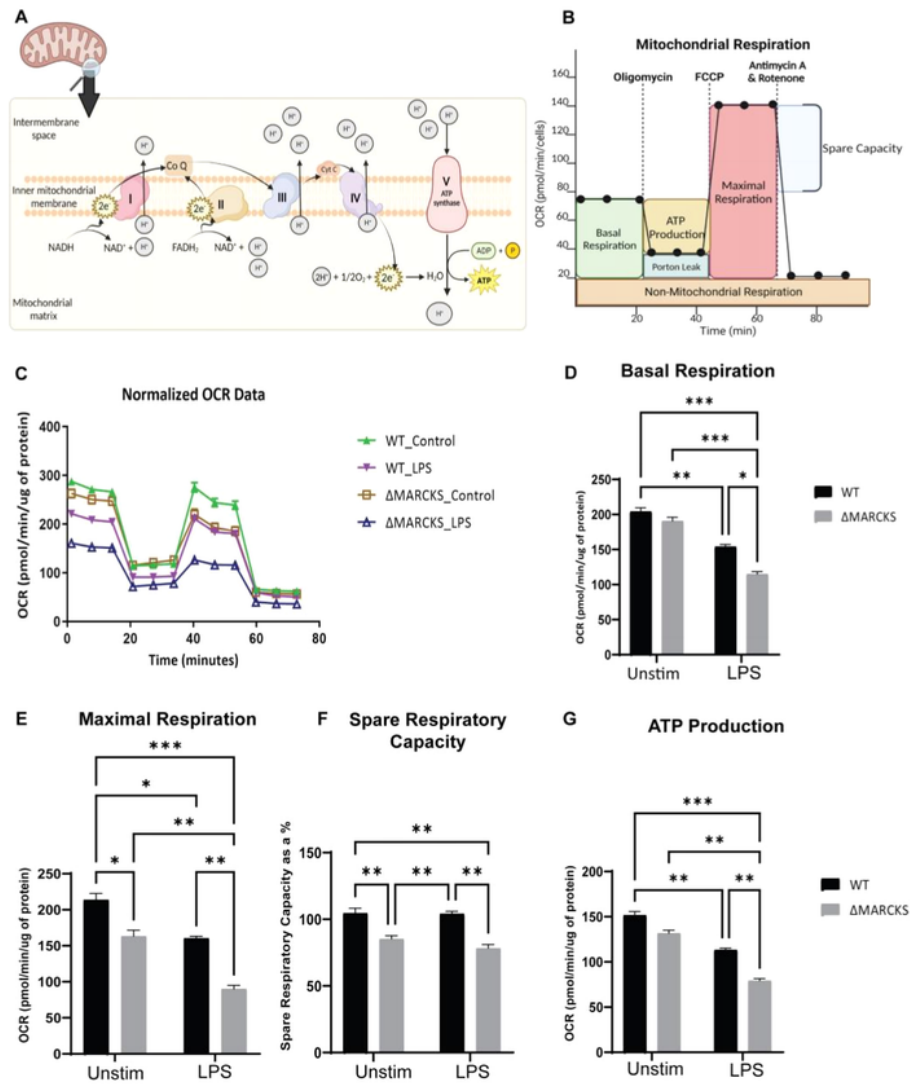 A
Intermembrane
space
Inner mitochondrial
membrane
Mitochondrial
matrix
H⁺
H⁺
H⁺
H⁺
H⁺
H⁺
H⁺
H⁺
H⁺
H⁺
H⁺
Co Q
Cyt C
I
II
III
IV
V
ATP
synthase
2e⁻
2e⁻
H⁺
H⁺
H⁺
NADH
NAD⁺ +
H⁺
FADH₂
NAD⁺ +
H⁺
H⁺
2H⁺ + 1/2O₂ +
2e⁻
H₂O
ADP + P
ATP
H⁺
B
Mitochondrial Respiration
Oligomycin
FCCP
Antimycin A
& Rotenone
OCR (pmol/min/cells)
160
140
120
100
80
60
40
20
Basal
Respiration
ATP
Production
Porton Leak
Maximal
Respiration
Spare Capacity
Non-Mitochondrial Respiration
20
40
60
80
Time (min)
C
Normalized OCR Data
OCR (pmol/min/ug of protein)
400
300
200
100
0
0
20
40
60
80
Time (minutes)
WT_Control
WT_LPS
ΔMARCKS_Control
ΔMARCKS_LPS
D
Basal Respiration
OCR (pmol/min/ug of protein)
250
200
150
100
50
0
***
***
**
*
Unstim
LPS
WT
ΔMARCKS
E
Maximal Respiration
OCR (pmol/min/ug of protein)
250
200
150
100
50
0
***
*
**
*
**
Unstim
LPS
F
Spare Respiratory
Capacity
Spare Respiratory Capacity as a %
150
100
50
0
**
**
**
**
Unstim
LPS
G
ATP Production
OCR (pmol/min/ug of protein)
200
150
100
50
0
***
**
**
**
Unstim
LPS
WT
ΔMARCKS